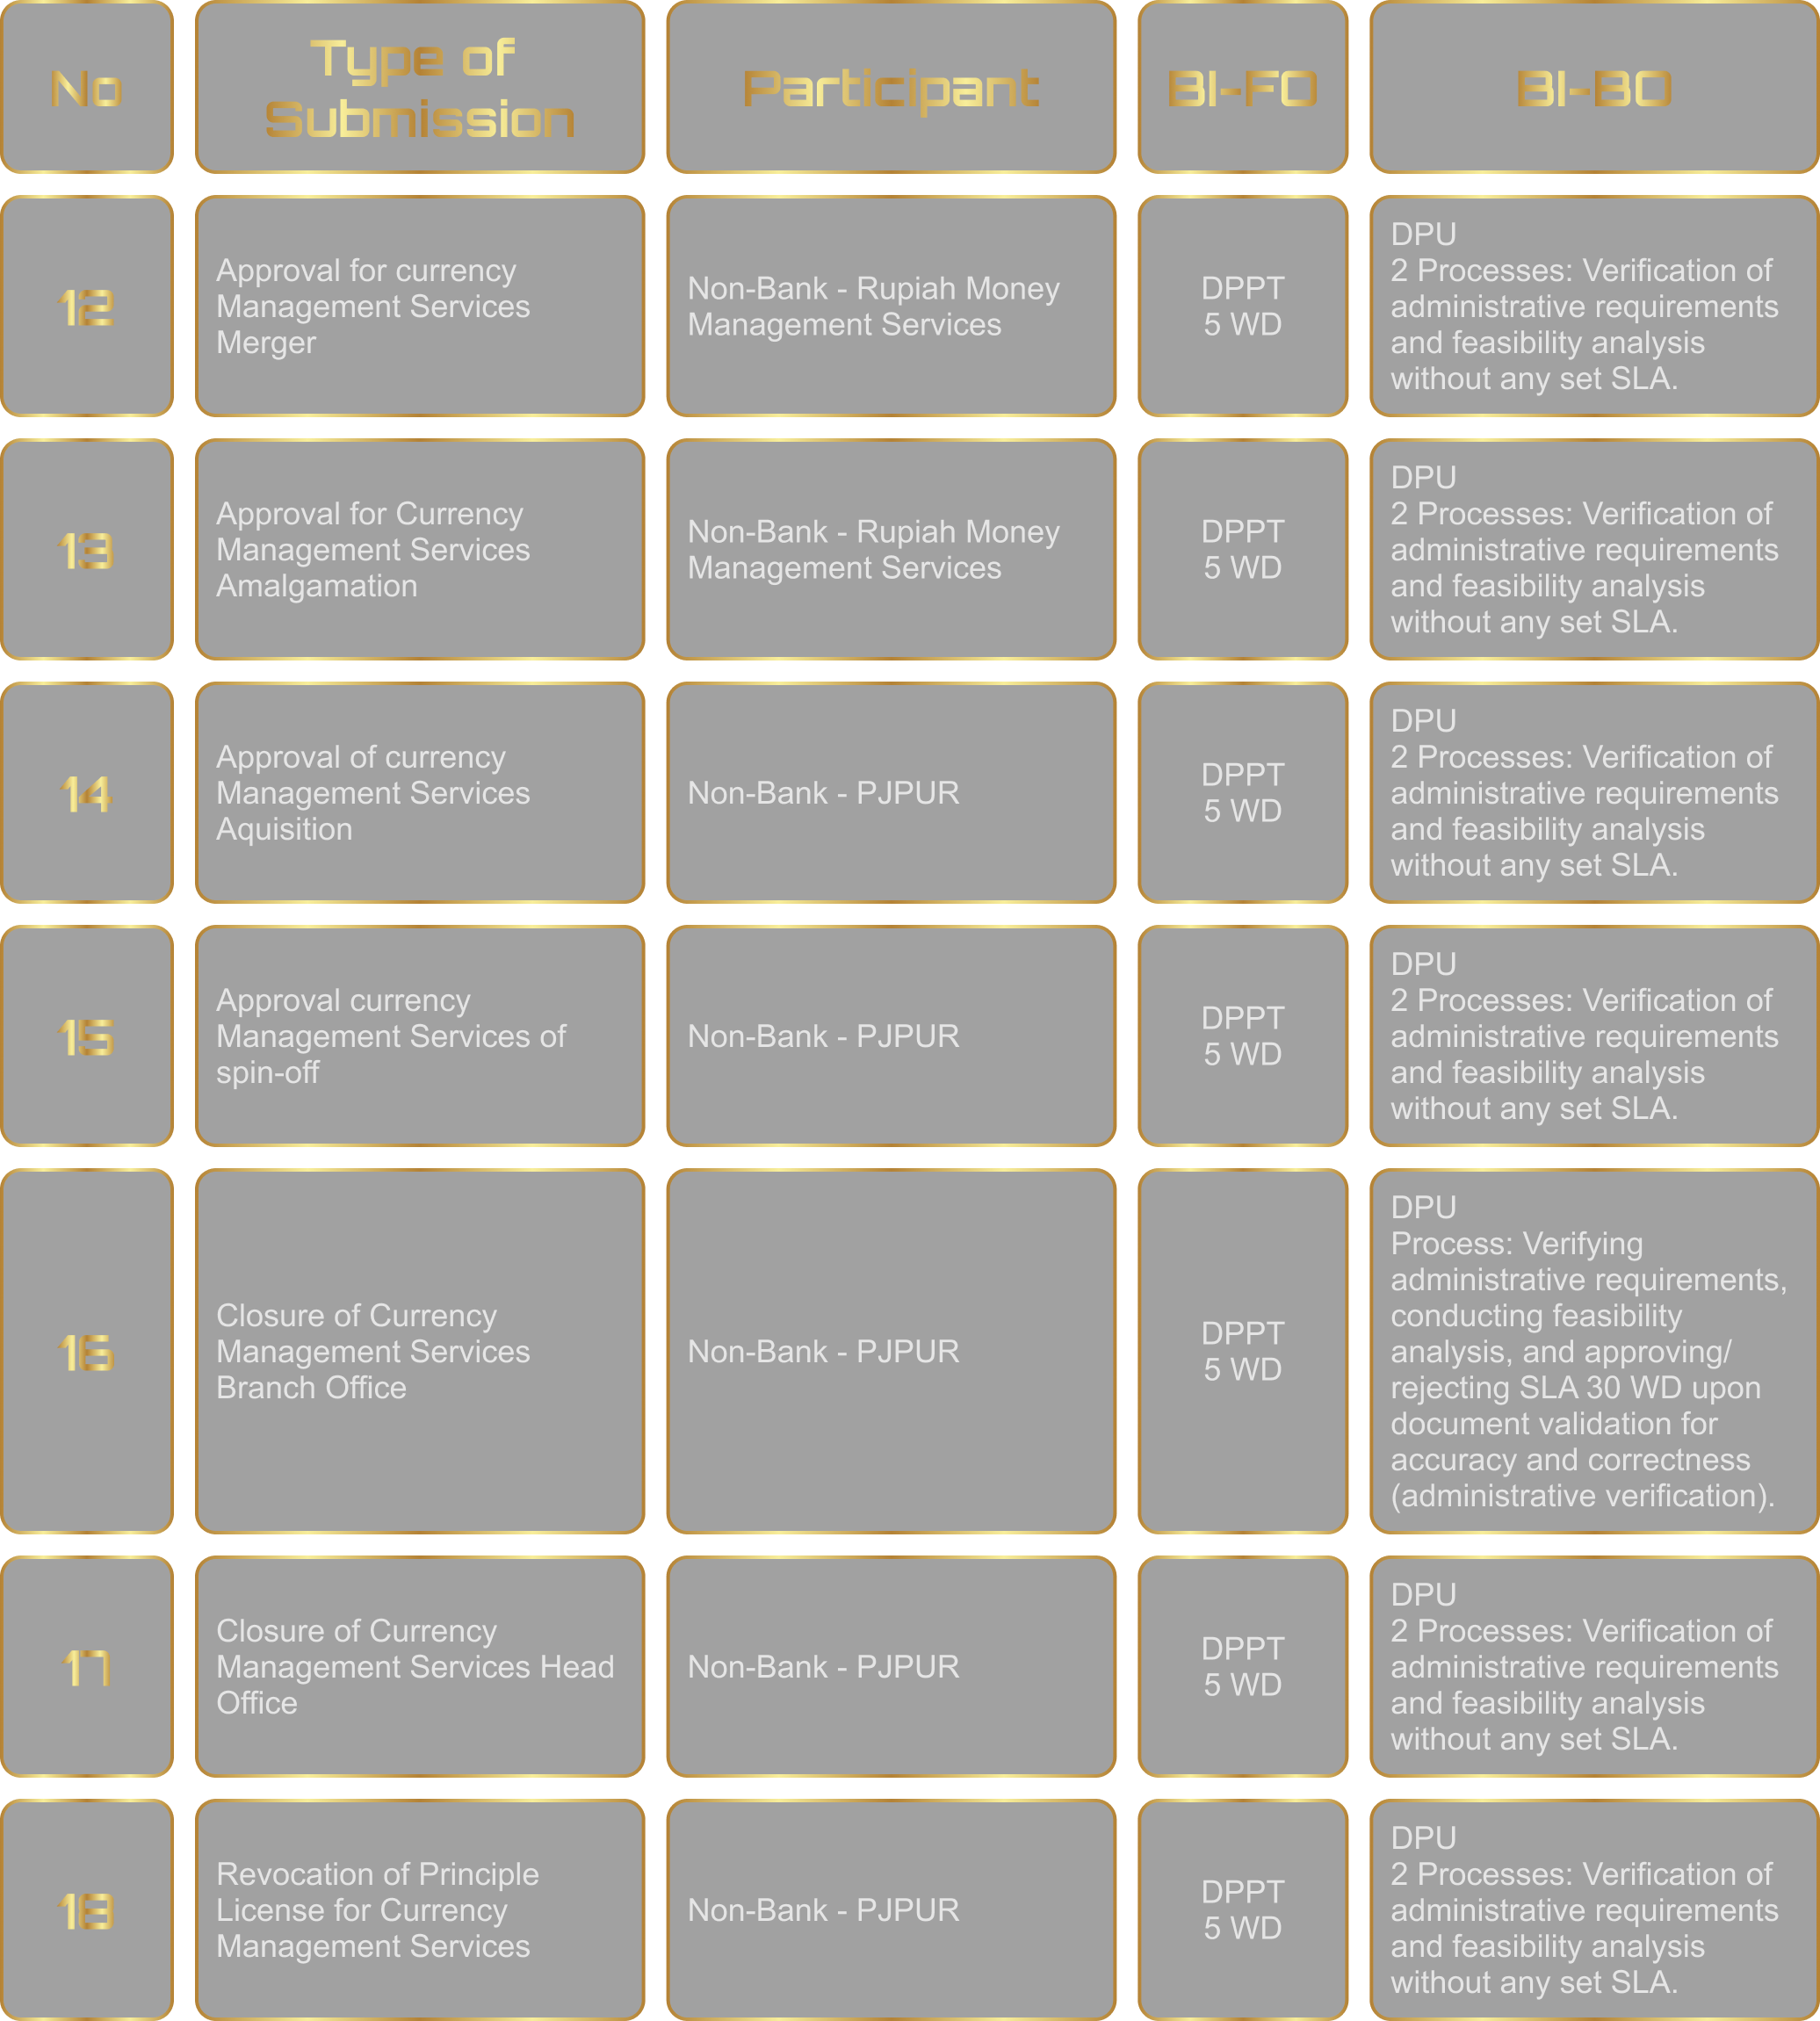 No
Type of
Submission
Participant
BI-FO
BI-BO
12
Approval for currency
Management Services
Merger
Non-Bank - Rupiah Money
Management Services
DPPT
5 WD
DPU
2 Processes: Verification of
administrative requirements
and feasibility analysis
without any set SLA.
13
Approval for Currency
Management Services
Amalgamation
Non-Bank - Rupiah Money
Management Services
DPPT
5 WD
DPU
2 Processes: Verification of
administrative requirements
and feasibility analysis
without any set SLA.
14
Approval of currency
Management Services
Aquisition
Non-Bank - PJPUR
DPPT
5 WD
DPU
2 Processes: Verification of
administrative requirements
and feasibility analysis
without any set SLA.
15
Approval currency
Management Services of
spin-off
Non-Bank - PJPUR
DPPT
5 WD
DPU
2 Processes: Verification of
administrative requirements
and feasibility analysis
without any set SLA.
16
Closure of Currency
Management Services
Branch Office
Non-Bank - PJPUR
DPPT
5 WD
DPU
Process: Verifying
administrative requirements,
conducting feasibility
analysis, and approving/
rejecting SLA 30 WD upon
document validation for
accuracy and correctness
(administrative verification).
17
Closure of Currency
Management Services Head
Office
Non-Bank - PJPUR
DPPT
5 WD
DPU
2 Processes: Verification of
administrative requirements
and feasibility analysis
without any set SLA.
18
Revocation of Principle
License for Currency
Management Services
Non-Bank - PJPUR
DPPT
5 WD
DPU
2 Processes: Verification of
administrative requirements
and feasibility analysis
without any set SLA.